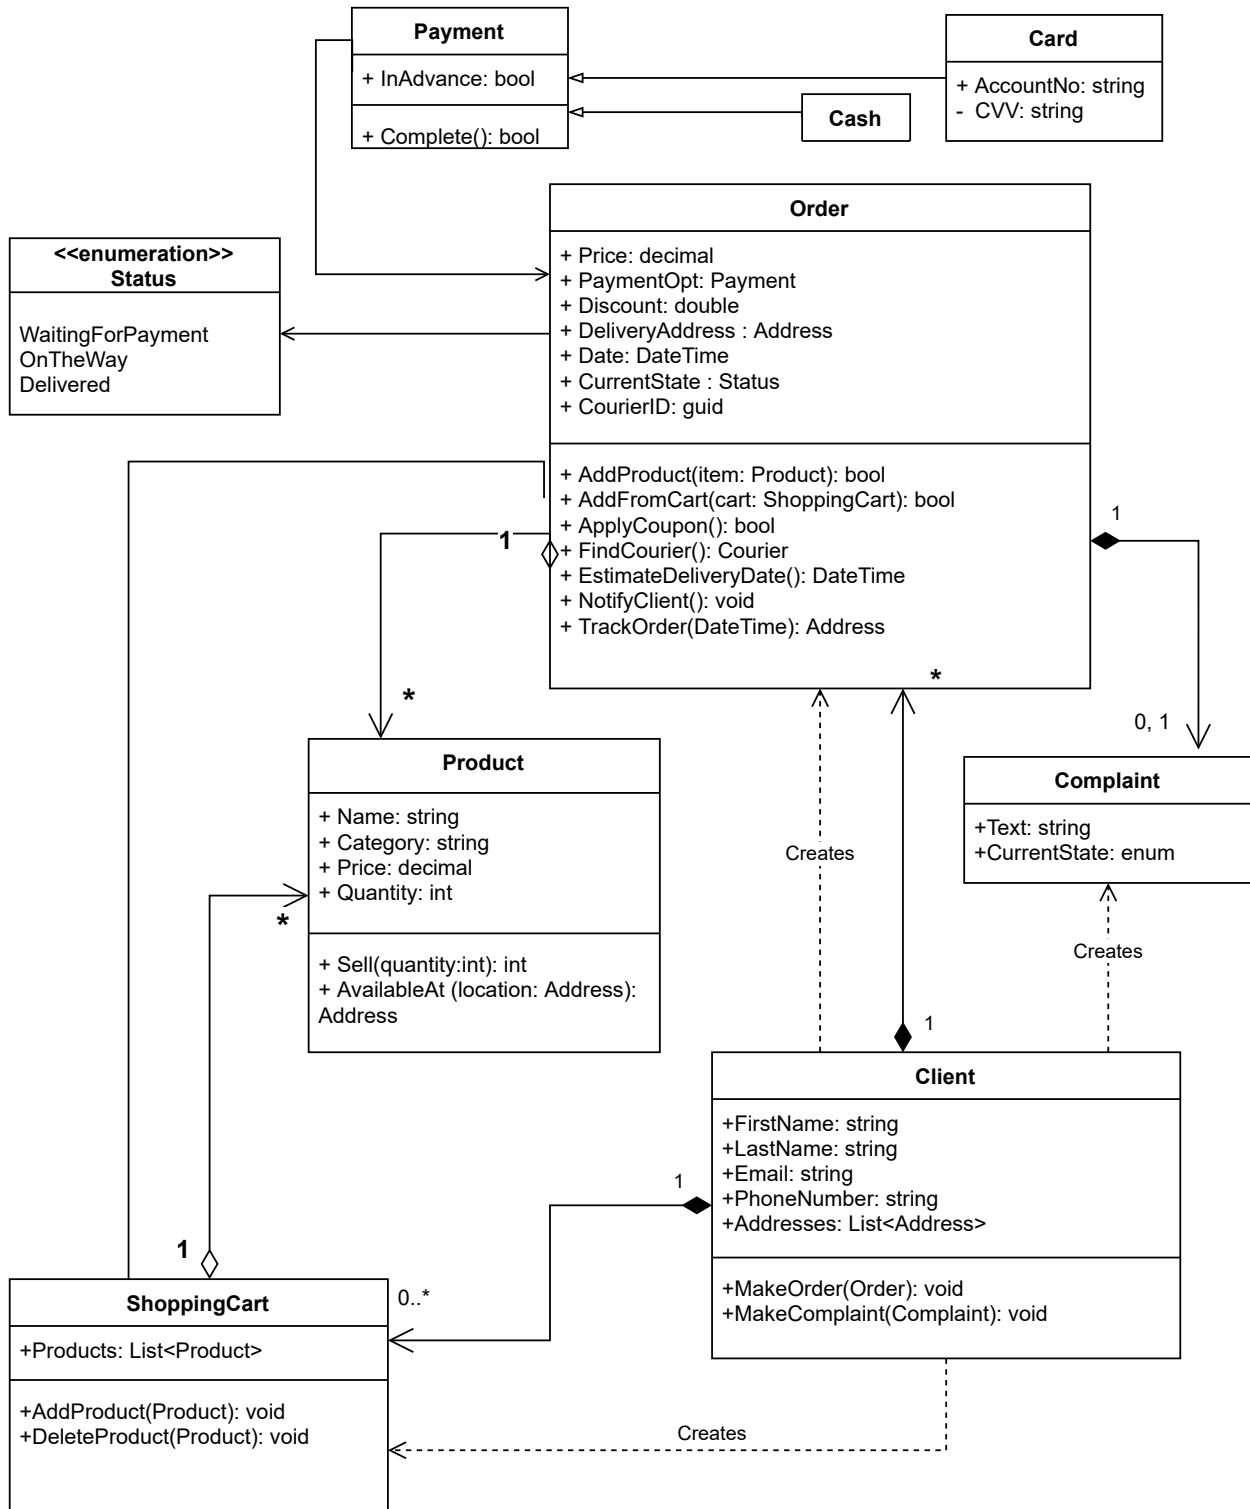 Payment
+ InAdvance: bool
+ Complete(): bool
Card
+ AccountNo: string
- CVV: string
Cash
Order
+ Price: decimal
+ PaymentOpt: Payment
+ Discount: double
+ DeliveryAddress : Address
+ Date: DateTime
+ CurrentState : Status
+ CourierID: guid
+ AddProduct(item: Product): bool
+ AddFromCart(cart: ShoppingCart): bool
+ ApplyCoupon(): bool
+ FindCourier(): Courier
+ EstimateDeliveryDate(): DateTime
+ NotifyClient(): void
+ TrackOrder(DateTime): Address
<<enumeration>>
Status
WaitingForPayment
OnTheWay
Delivered
1
*
1
0, 1
*
Product
+ Name: string
+ Category: string
+ Price: decimal
+ Quantity: int
+ Sell(quantity:int): int
+ AvailableAt (location: Address):
Address
Complaint
+Text: string
+CurrentState: enum
Creates
Creates
*
1
1
Client
+FirstName: string
+LastName: string
+Email: string
+PhoneNumber: string
+Addresses: List<Address>
+MakeOrder(Order): void
+MakeComplaint(Complaint): void
1
0..*
ShoppingCart
+Products: List<Product>
+AddProduct(Product): void
+DeleteProduct(Product): void
Creates